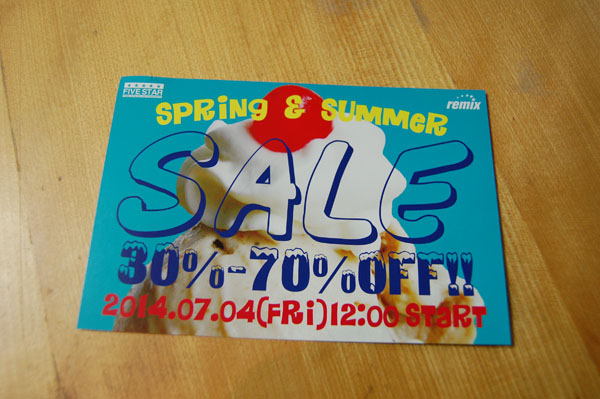 FIVE STAR
remix
SPRiNg & SUMMeR
SALE
30%-70%OFF!!
2014.07.04(FRi)12:00 STaRT